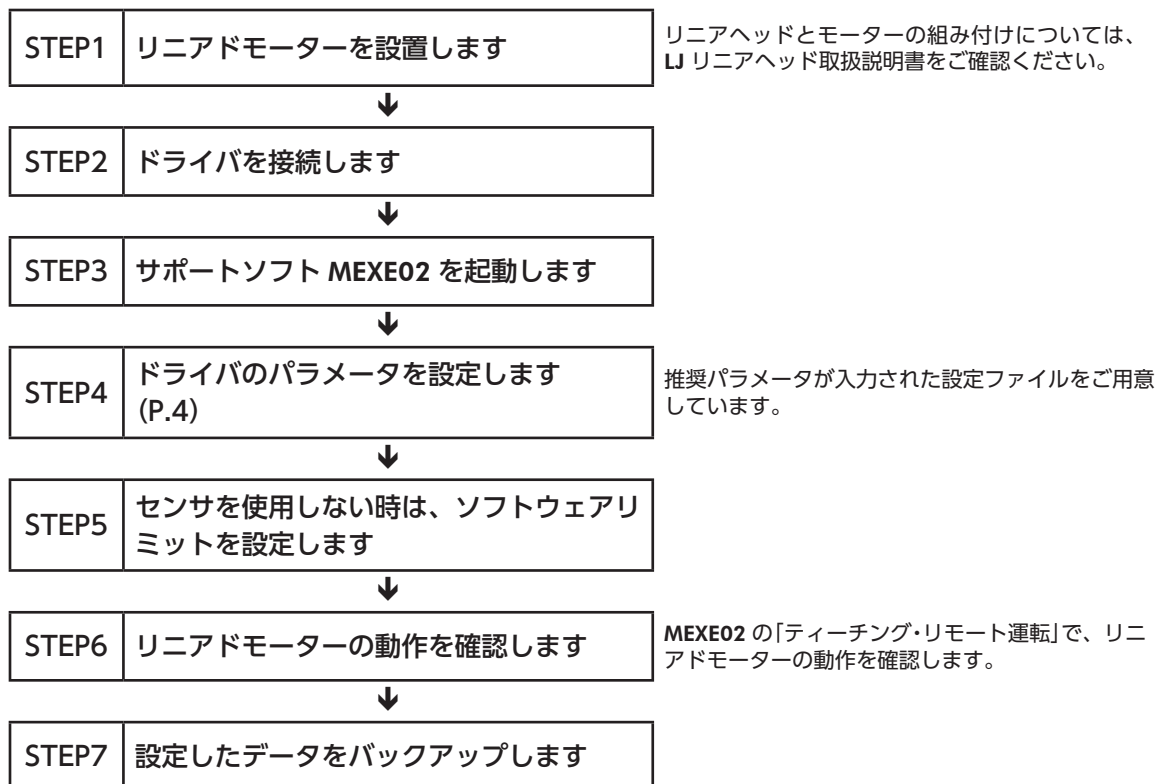 STEP1 リニアドモーターを設置します
リニアヘッドとモーターの組み付けについては、
LJ リニアヘッド取扱説明書をご確認ください。
STEP2 ドライバを接続します
STEP3 サポートソフト MEXE02 を起動します
STEP4 ドライバのパラメータを設定します
(P.4)
推奨パラメータが入力された設定ファイルをご用意
しています。
STEP5 センサを使用しない時は、ソフトウェアリ
ミットを設定します
STEP6 リニアドモーターの動作を確認します
MEXE02 の「ティーチング・リモート運転」で、リニ
アドモーターの動作を確認します。
STEP7 設定したデータをバックアップします